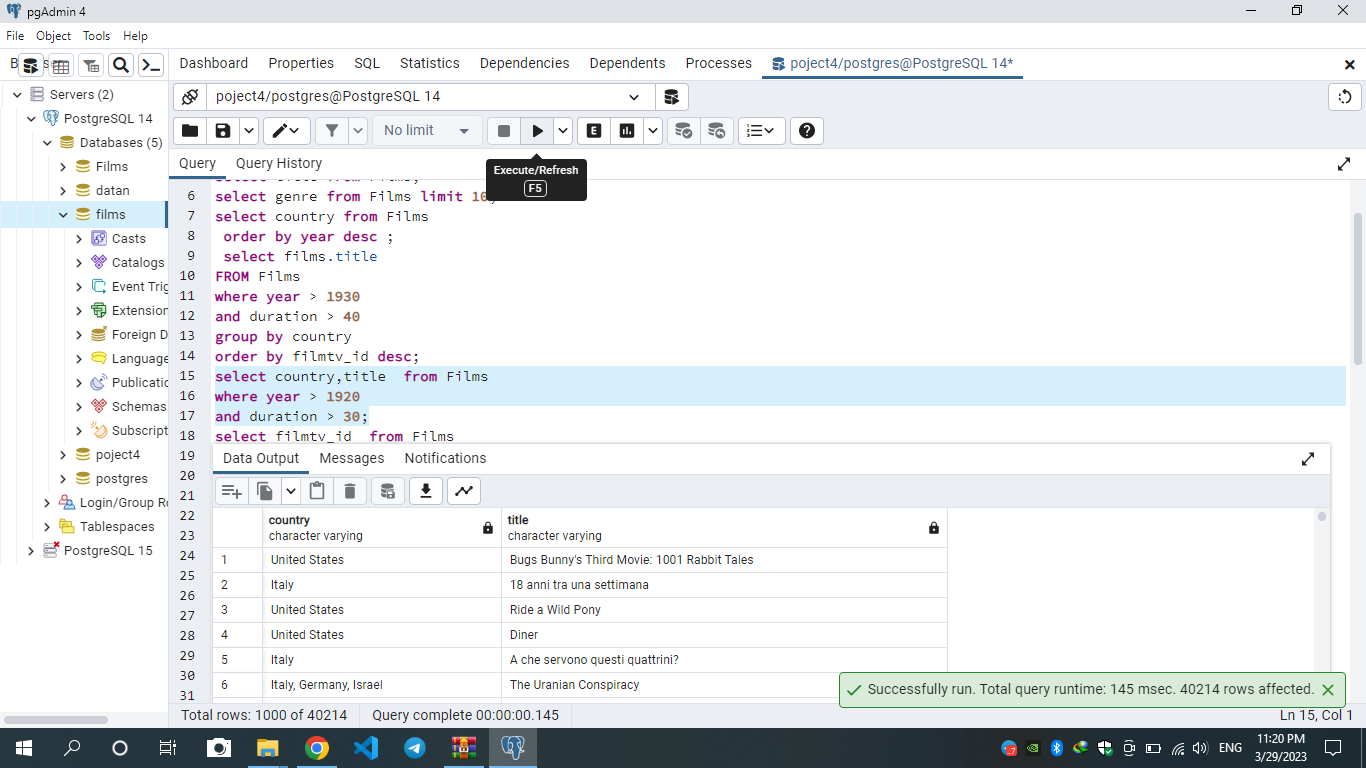 pgAdmin 4
File Object Tools Help
Dashboard Properties SQL Statistics Dependencies Dependents Processes poject4/postgres@PostgreSQL 14*
Servers (2)
PostgreSQL 14
Databases (5)
Films
datan
films
Casts
Catalogs
Event Trig
Extension
Foreign D
Language
Publicatio
Schemas
Subscript
poject4
postgres
Login/Group Ro
Tablespaces
PostgreSQL 15
poject4/postgres@PostgreSQL 14
No limit
E
Query Query History
Execute/Refresh
F5
select title from Films;
6 select genre from Films limit 10;
7 select country from Films
8 order by year desc ;
9 select films.title
10 FROM Films
11 where year > 1930
12 and duration > 40
13 group by country
14 order by filmtv_id desc;
15 select country,title from Films
16 where year > 1920
17 and duration > 30;
18 select filmtv_id from Films
19
20
21
22
23
24
25
26
27
28
29
30
31
Data Output Messages Notifications
country title
character varying character varying
1 United States Bugs Bunny's Third Movie: 1001 Rabbit Tales
2 Italy 18 anni tra una settimana
3 United States Ride a Wild Pony
4 United States Diner
5 Italy A che servono questi quattrini?
6 Italy, Germany, Israel The Uranian Conspiracy
Successfully run. Total query runtime: 145 msec. 40214 rows affected.
Total rows: 1000 of 40214 Query complete 00:00:00.145 Ln 15, Col 1
ENG
11:20 PM
3/29/2023